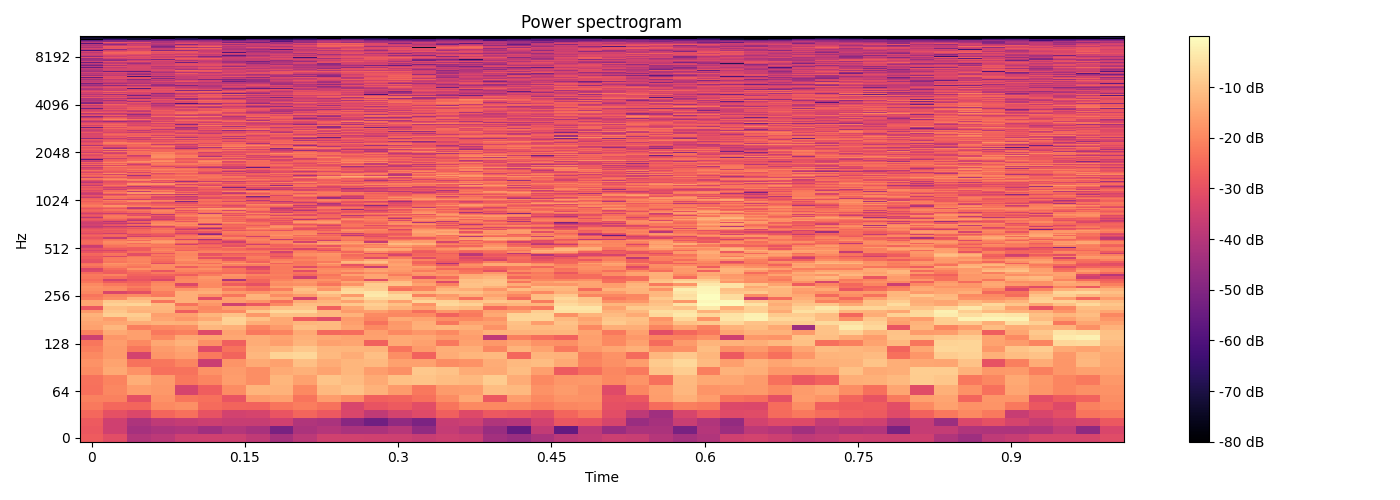 Power spectrogram
Hz
8192
4096
2048
1024
512
256
128
64
0
0 0.15 0.3 0.45 0.6 0.75 0.9
Time
-10 dB
-20 dB
-30 dB
-40 dB
-50 dB
-60 dB
-70 dB
-80 dB